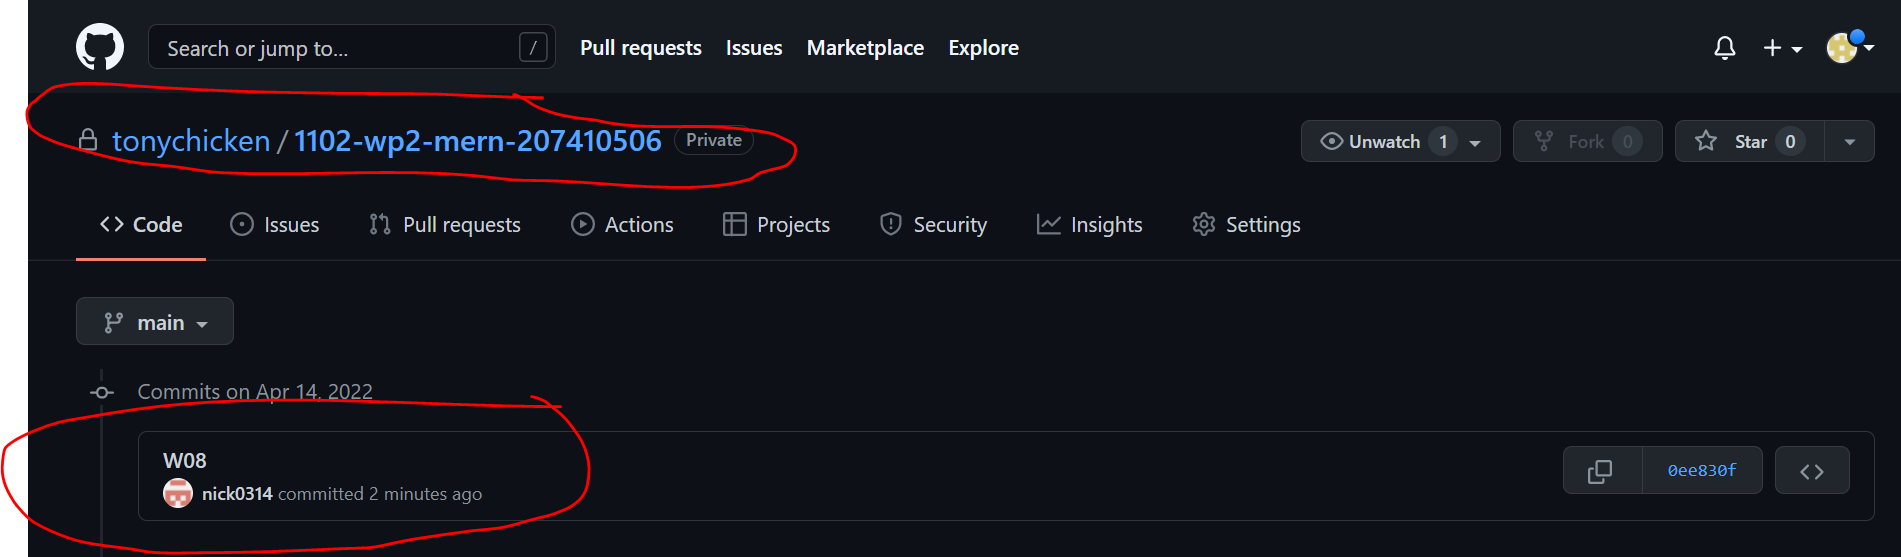 Search or jump to... / Pull requests Issues Marketplace Explore
tonychicken / 1102-wp2-mern-207410506 Private Unwatch 1 Fork 0 Star 0
Code Issues Pull requests Actions Projects Security Insights Settings
main
Commits on Apr 14, 2022
W08
nick0314 committed 2 minutes ago 0ee830f